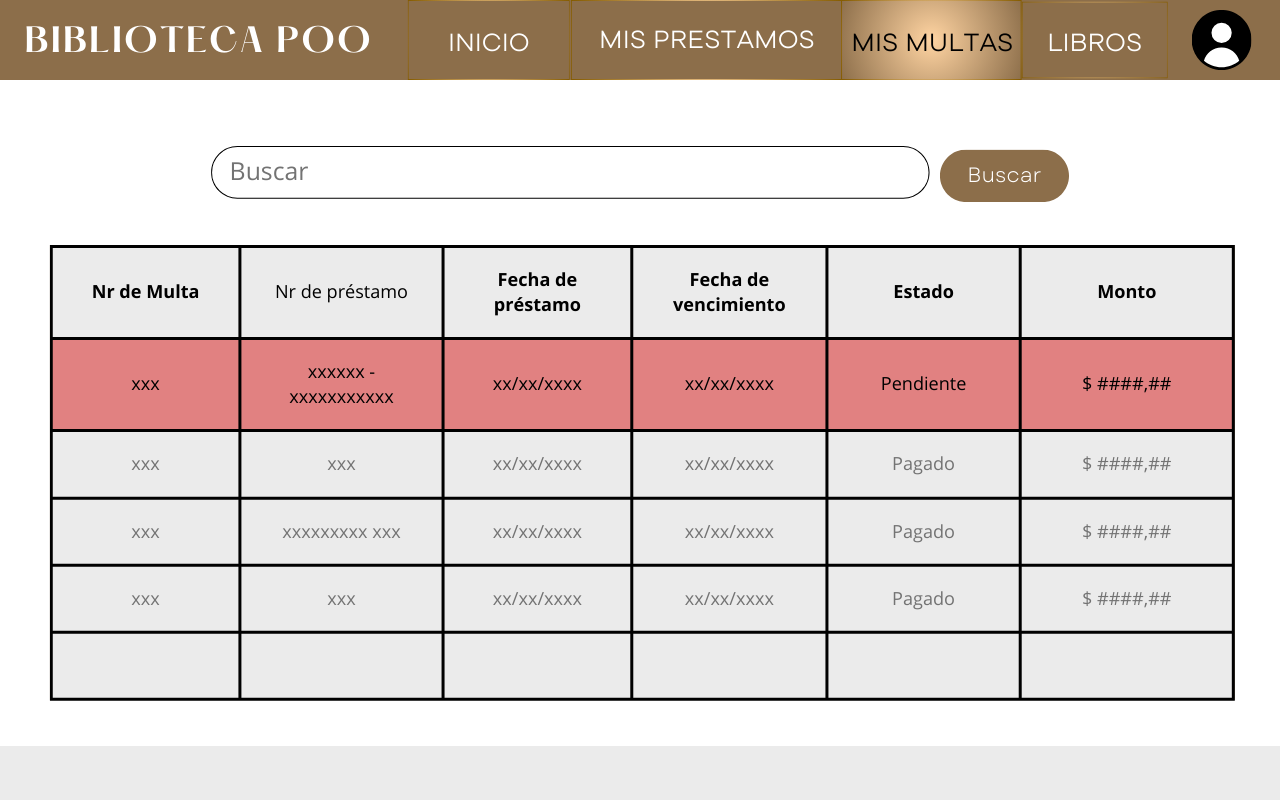 BIBLIOTECA POO
INICIO
MIS PRESTAMOS
MIS MULTAS
LIBROS
Buscar
Buscar
Nr de Multa
Nr de préstamo
Fecha de
préstamo
Fecha de
vencimiento
Estado
Monto
xxx
xxxxxx -
xxxxxxxxxxx
xx/xx/xxxx
xx/xx/xxxx
Pendiente
$ ####,##
xxx
xxx
xx/xx/xxxx
xx/xx/xxxx
Pagado
$ ####,##
xxx
xxxxxxxxx xxx
xx/xx/xxxx
xx/xx/xxxx
Pagado
$ ####,##
xxx
xxx
xx/xx/xxxx
xx/xx/xxxx
Pagado
$ ####,##